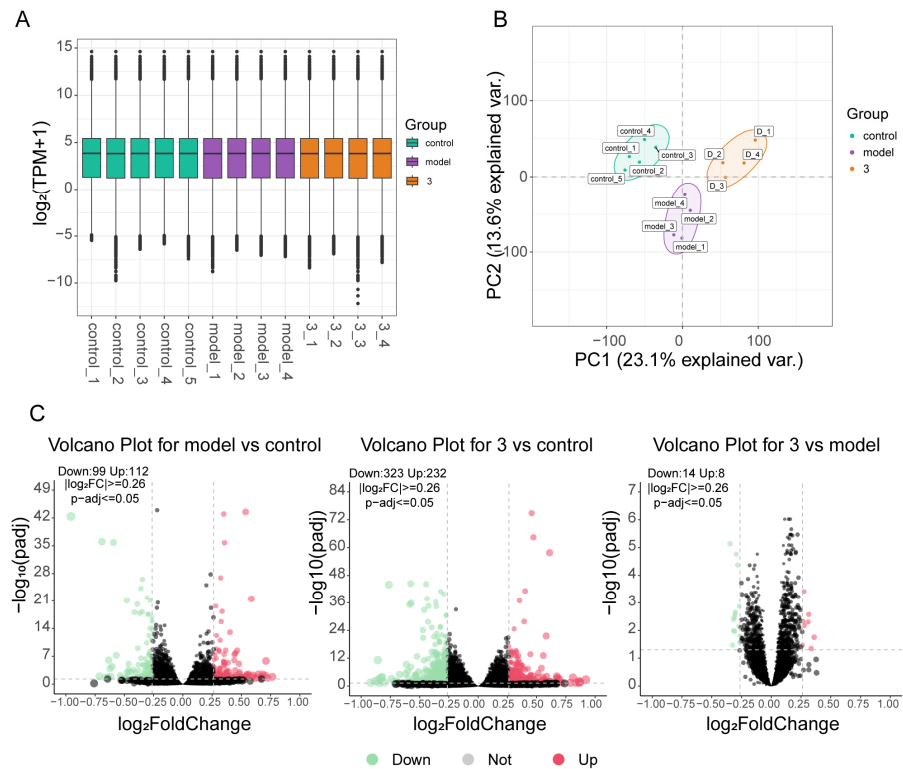 A
log₂(TPM+1)
15
10
5
0
−5
−10
control_1
control_2
control_3
control_4
control_5
model_1
model_2
model_3
model_4
3_1
3_2
3_3
3_4
Group
control
model
3
B
PC2 (13.6% explained var.)
100
0
−100
control_4
control_1
control_3
control_2
control_5
D_1
D_2
D_4
D_3
model_4
model_2
model_3
model_1
−100
0
100
PC1 (23.1% explained var.)
Group
control
model
3
C
Volcano Plot for model vs control
Down:99 Up:112
|log₂FC|>=0.26
p−adj<=0.05
−log₁₀(padj)
49
42
35
28
21
14
7
0
−1.00
−0.75
−0.50
−0.25
0.00
0.25
0.50
0.75
1.00
log₂FoldChange
Volcano Plot for 3 vs control
Down:323 Up:232
|log₂FC|>=0.26
p−adj<=0.05
−log10(padj)
84
72
60
48
36
24
12
0
−1.00
−0.75
−0.50
−0.25
0.00
0.25
0.50
0.75
1.00
log₂FoldChange
Volcano Plot for 3 vs model
Down:14 Up:8
|log₂FC|>=0.26
p−adj<=0.05
−log10(padj)
7
6
5
4
3
2
1
0
−1.00
−0.75
−0.50
−0.25
0.00
0.25
0.50
0.75
1.00
log₂FoldChange
Down
Not
Up